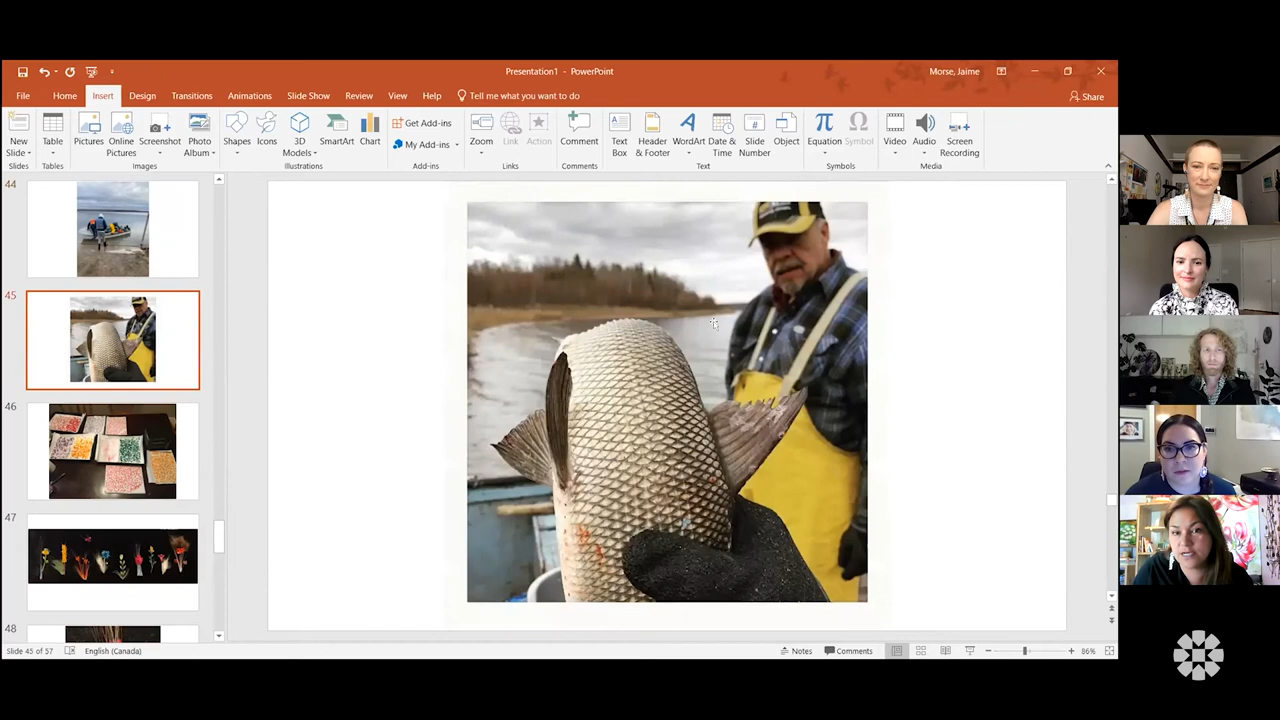 Presentation1 - PowerPoint
Morse, Jaime
File Home Insert Design Transitions Animations Slide Show Review View Help Tell me what you want to do
Share
New Slide
Table
Pictures
Online Pictures
Screenshot
Photo Album
Shapes
Icons
3D Models
SmartArt
Chart
Get Add-ins
My Add-ins
Zoom
Link
Action
Comment
Text Box
Header & Footer
WordArt
Date & Time
Slide Number
Object
Equation
Symbol
Video
Audio
Screen Recording
Slides Tables Images Illustrations Add-ins Links Comments Text Symbols Media
44
45
46
47
48
Slide 45 of 57 English (Canada)
Notes Comments 86%